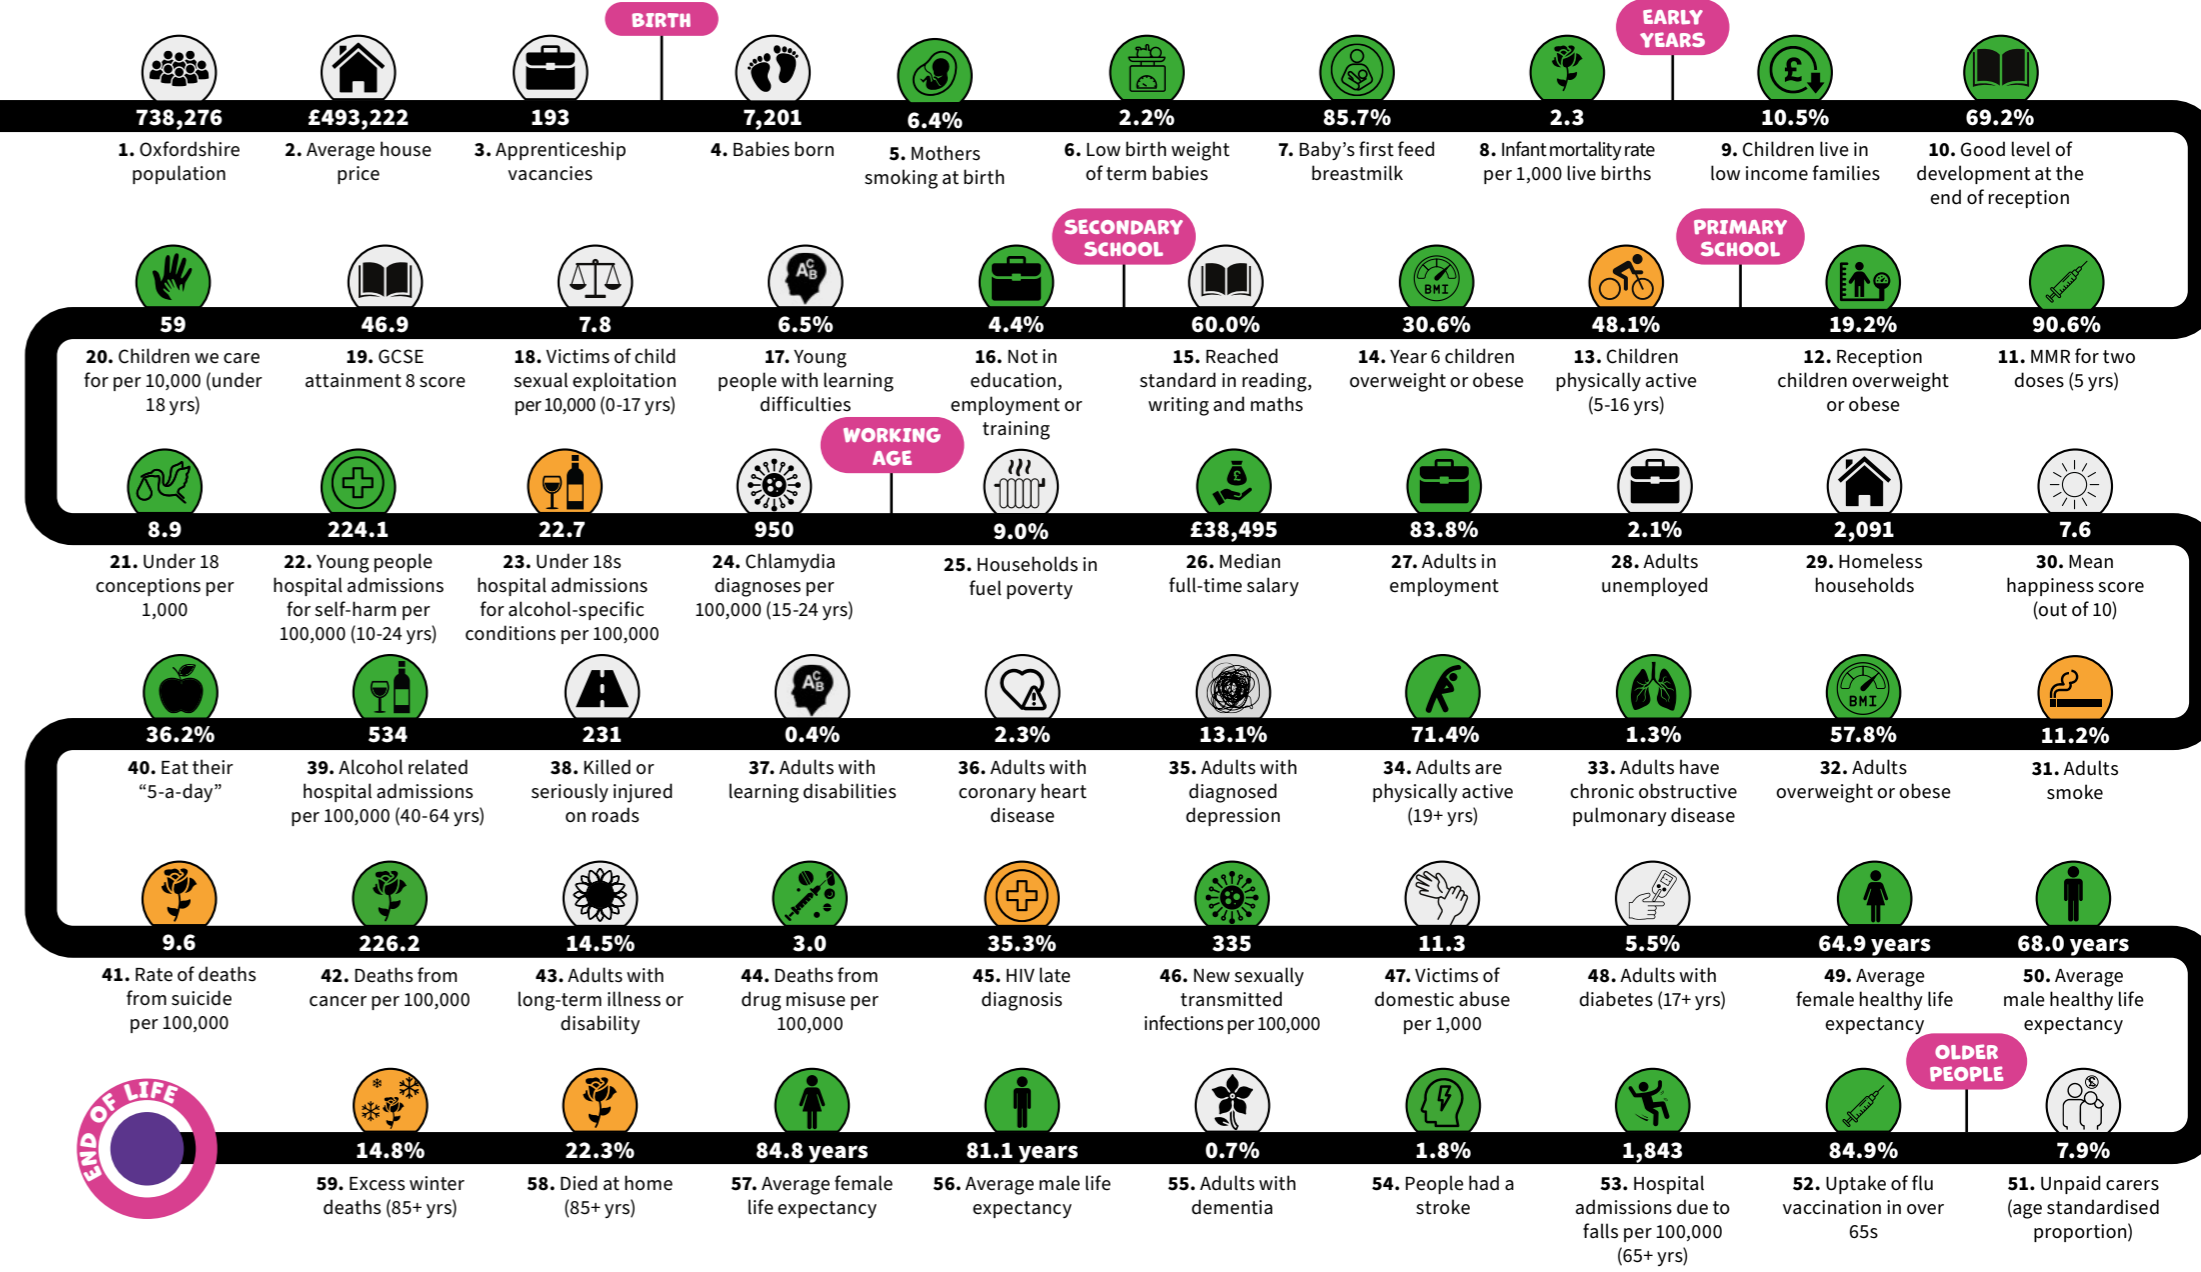 BIRTH
EARLY
YEARS
738,276
1. Oxfordshire
population
£493,222
2. Average house
price
193
3. Apprenticeship
vacancies
7,201
4. Babies born
6.4%
5. Mothers
smoking at birth
2.2%
6. Low birth weight
of term babies
85.7%
7. Baby’s first feed
breastmilk
2.3
8. Infant mortality rate
per 1,000 live births
£
10.5%
9. Children live in
low income families
69.2%
10. Good level of
development at the
end of reception
90.6%
11. MMR for two
doses (5 yrs)
19.2%
12. Reception
children overweight
or obese
PRIMARY
SCHOOL
48.1%
13. Children
physically active
(5-16 yrs)
BMI
30.6%
14. Year 6 children
overweight or obese
60.0%
15. Reached
standard in reading,
writing and maths
SECONDARY
SCHOOL
4.4%
16. Not in
education,
employment or
training
A C B
6.5%
17. Young
people with learning
difficulties
7.8
18. Victims of child
sexual exploitation
per 10,000 (0-17 yrs)
46.9
19. GCSE
attainment 8 score
59
20. Children we care
for per 10,000 (under
18 yrs)
8.9
21. Under 18
conceptions per
1,000
224.1
22. Young people
hospital admissions
for self-harm per
100,000 (10-24 yrs)
22.7
23. Under 18s
hospital admissions
for alcohol-specific
conditions per 100,000
950
24. Chlamydia
diagnoses per
100,000 (15-24 yrs)
WORKING
AGE
9.0%
25. Households in
fuel poverty
£
£38,495
26. Median
full-time salary
83.8%
27. Adults in
employment
2.1%
28. Adults
unemployed
2,091
29. Homeless
households
7.6
30. Mean
happiness score
(out of 10)
11.2%
31. Adults
smoke
BMI
57.8%
32. Adults
overweight or obese
1.3%
33. Adults have
chronic obstructive
pulmonary disease
71.4%
34. Adults are
physically active
(19+ yrs)
13.1%
35. Adults with
diagnosed
depression
2.3%
36. Adults with
coronary heart
disease
A C B
0.4%
37. Adults with
learning disabilities
231
38. Killed or
seriously injured
on roads
534
39. Alcohol related
hospital admissions
per 100,000 (40-64 yrs)
36.2%
40. Eat their
“5-a-day”
9.6
41. Rate of deaths
from suicide
per 100,000
226.2
42. Deaths from
cancer per 100,000
14.5%
43. Adults with
long-term illness or
disability
3.0
44. Deaths from
drug misuse per
100,000
35.3%
45. HIV late
diagnosis
335
46. New sexually
transmitted
infections per 100,000
11.3
47. Victims of
domestic abuse
per 1,000
5.5%
48. Adults with
diabetes (17+ yrs)
64.9 years
49. Average
female healthy life
expectancy
68.0 years
50. Average
male healthy life
expectancy
£
7.9%
51. Unpaid carers
(age standardised
proportion)
OLDER
PEOPLE
84.9%
52. Uptake of flu
vaccination in over
65s
1,843
53. Hospital
admissions due to
falls per 100,000
(65+ yrs)
1.8%
54. People had a
stroke
0.7%
55. Adults with
dementia
81.1 years
56. Average male life
expectancy
84.8 years
57. Average female
life expectancy
22.3%
58. Died at home
(85+ yrs)
14.8%
59. Excess winter
deaths (85+ yrs)
END OF LIFE